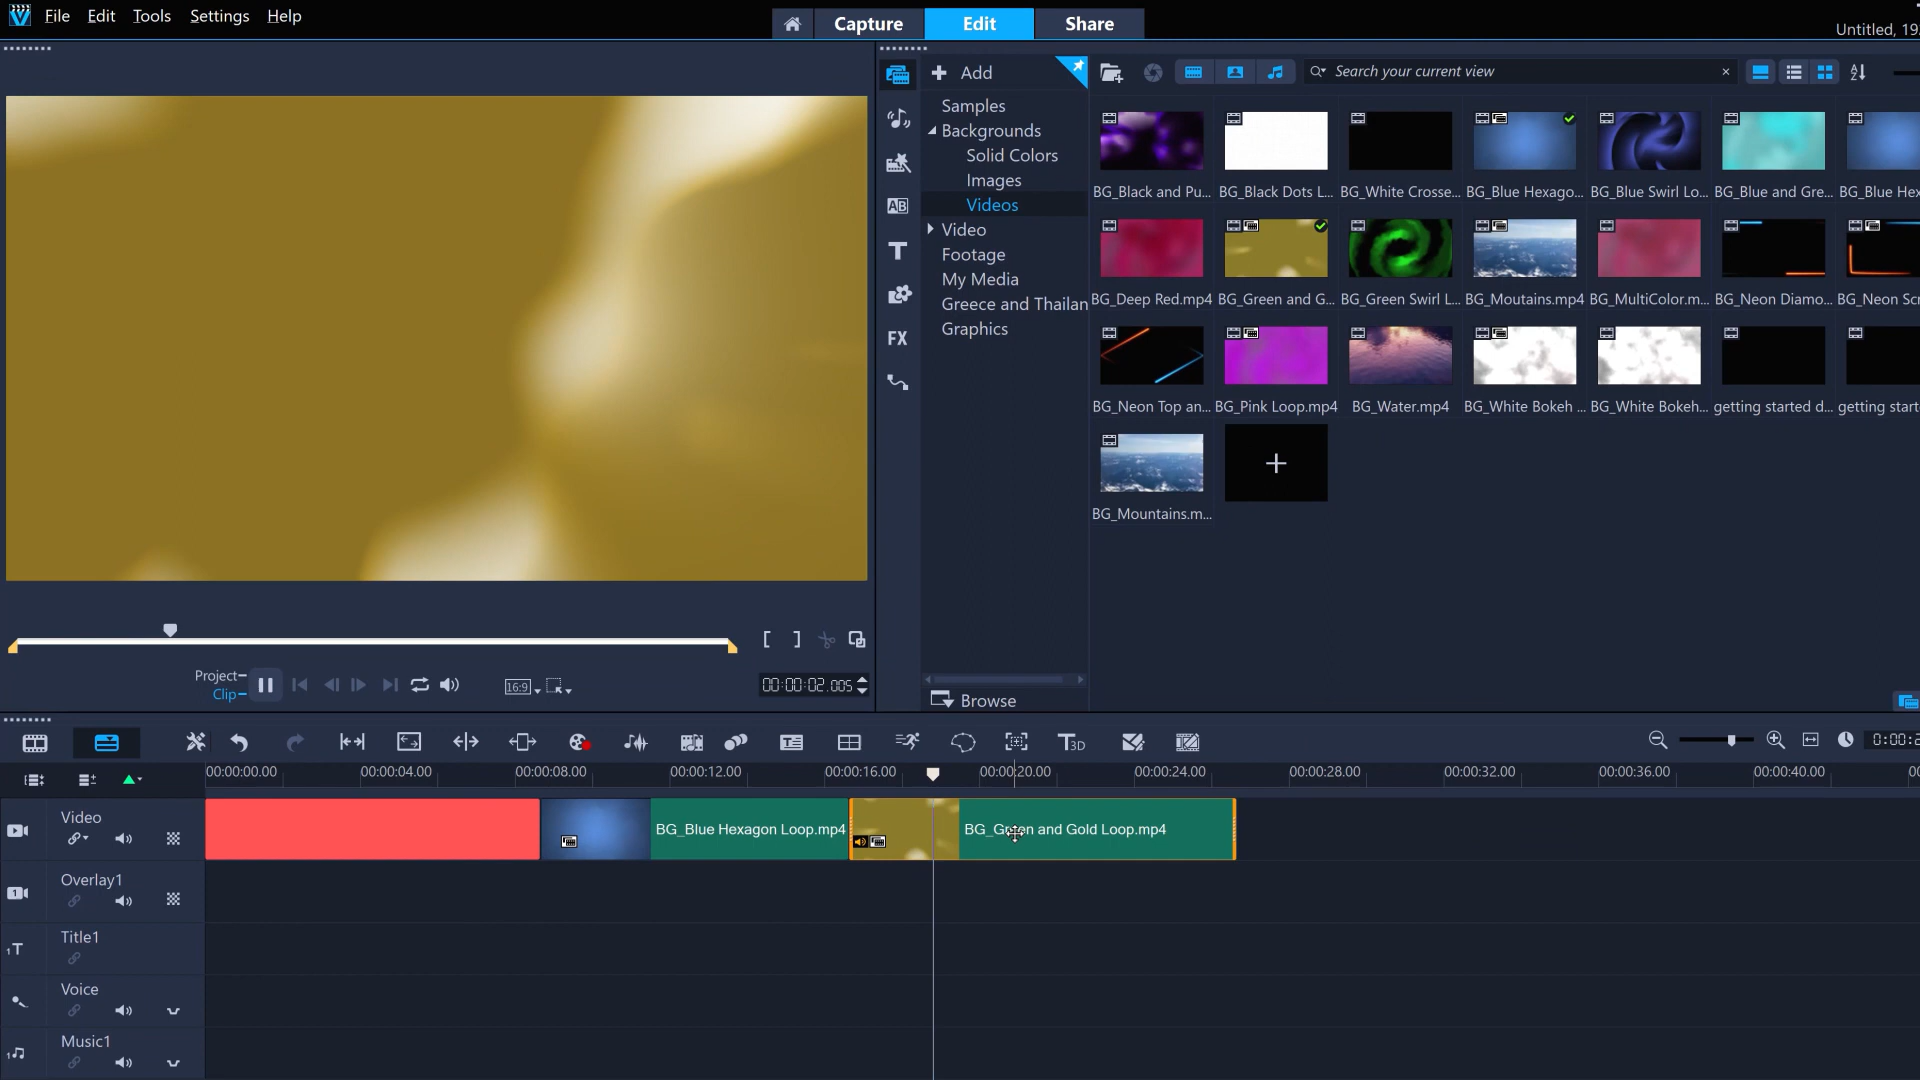 File Edit Tools Settings Help
Capture Edit Share
Untitled, 19
Add
Search your current view
Samples
Backgrounds
Solid Colors
Images
Videos
Video
Footage
My Media
Greece and Thailan
Graphics
Browse
AB
T
FX
BG_Black and Pu... BG_Black Dots L... BG_White Crosse... BG_Blue Hexago... BG_Blue Swirl Lo... BG_Blue and Gre... BG_Blue Hex
BG_Deep Red.mp4 BG_Green and G... BG_Green Swirl L... BG_Moutains.mp4 BG_MultiColor.m... BG_Neon Diamo... BG_Neon Scr
BG_Neon Top an... BG_Pink Loop.mp4 BG_Water.mp4 BG_White Bokeh ... BG_White Bokeh... getting started d... getting start
BG_Mountains.m...
Project
Clip
16:9
00:00:02.005
T3D
0:00:2
00:00:00.00 00:00:04.00 00:00:08.00 00:00:12.00 00:00:16.00 00:00:20.00 00:00:24.00 00:00:28.00 00:00:32.00 00:00:36.00 00:00:40.00
Video
BG_Blue Hexagon Loop.mp4 BG_Green and Gold Loop.mp4
Overlay1
Title1
Voice
Music1